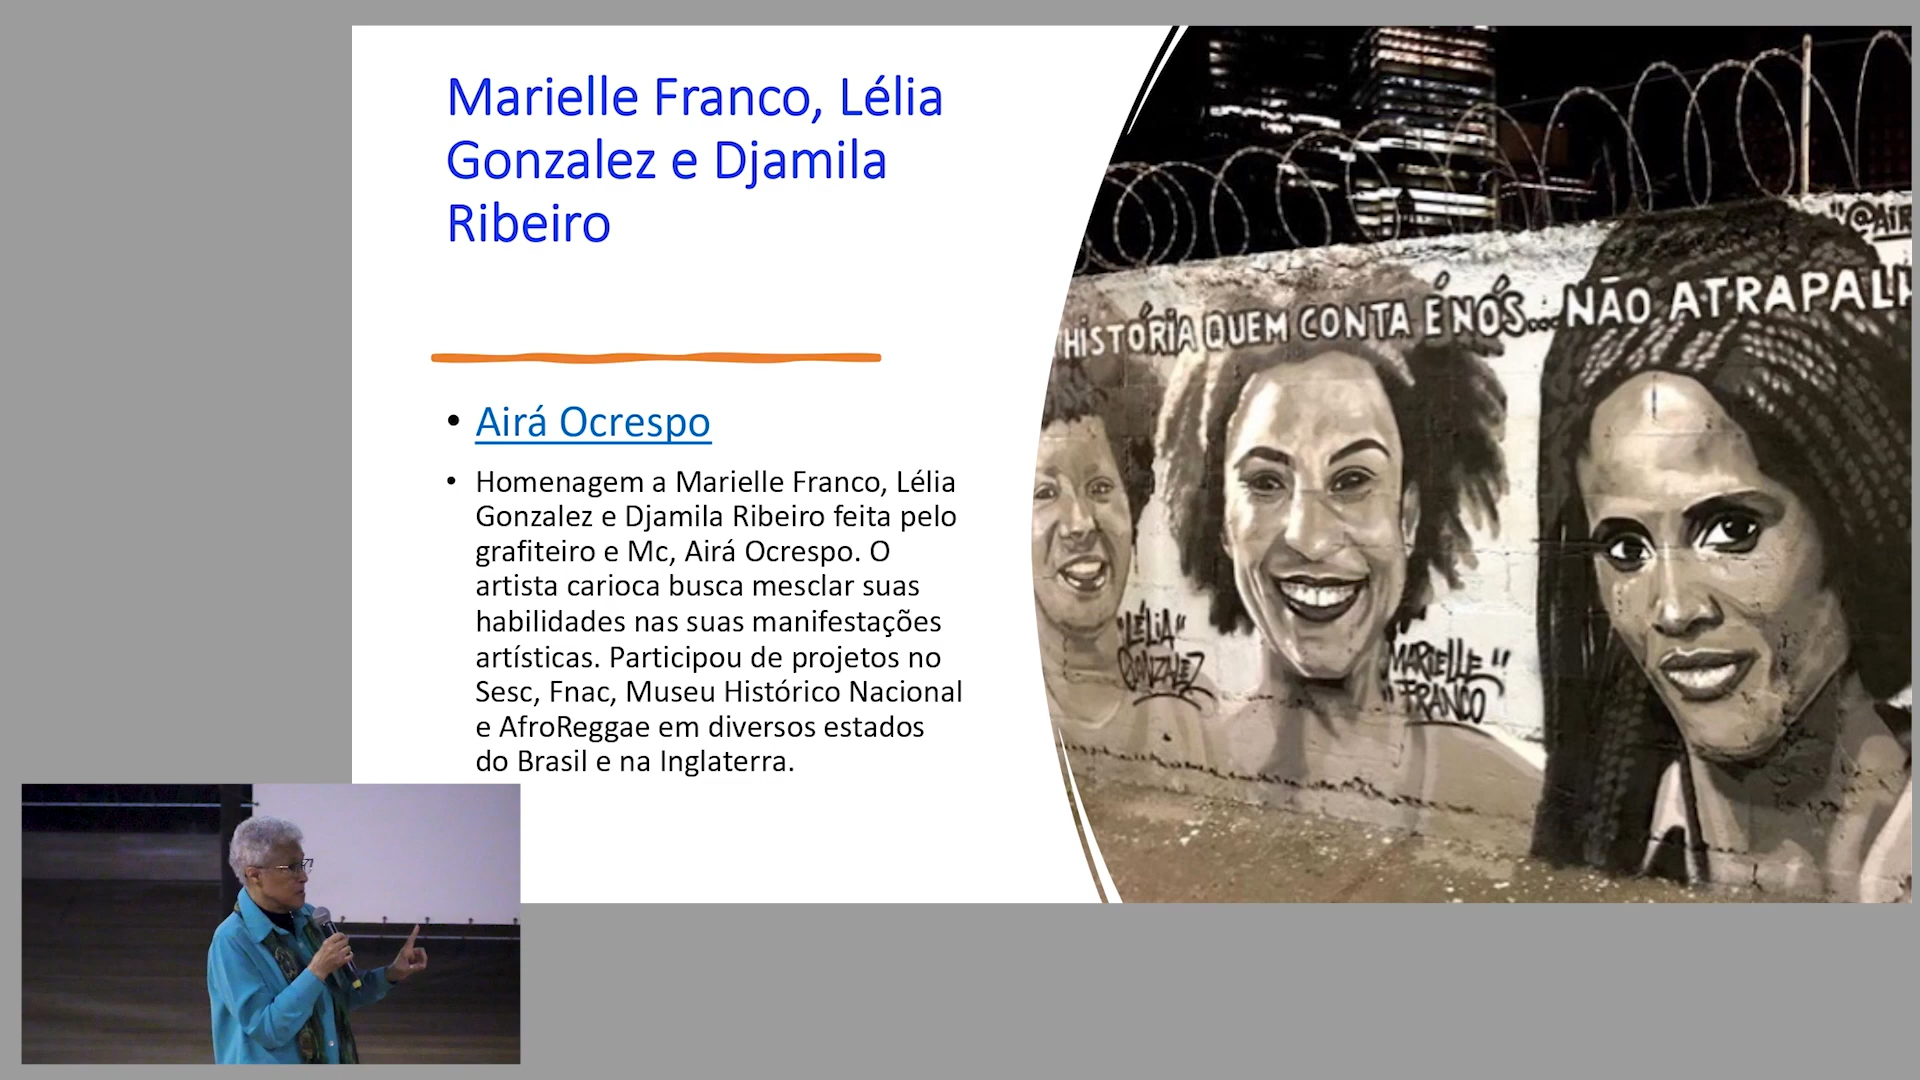 Marielle Franco, Lélia
Gonzalez e Djamila
Ribeiro
• Airá Ocrespo
• Homenagem a Marielle Franco, Lélia
Gonzalez e Djamila Ribeiro feita pelo
grafiteiro e Mc, Airá Ocrespo. O
artista carioca busca mesclar suas
habilidades nas suas manifestações
artísticas. Participou de projetos no
Sesc, Fnac, Museu Histórico Nacional
e AfroReggae em diversos estados
do Brasil e na Inglaterra.
HISTÓRIA QUEM CONTA É NÓS... NÃO ATRAPALH
"LÉLIA"
GONZALEZ
MARIELLE"
"FRANCO